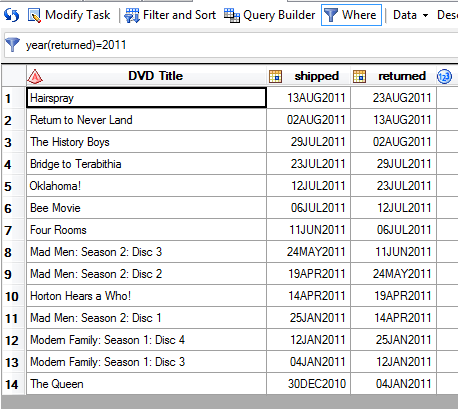 Modify Task Filter and Sort Query Builder Where Data
year(returned)=2011
DVD Title shipped returned 123
1 Hairspray 13AUG2011 23AUG2011
2 Return to Never Land 02AUG2011 13AUG2011
3 The History Boys 29JUL2011 02AUG2011
4 Bridge to Terabithia 23JUL2011 29JUL2011
5 Oklahoma! 12JUL2011 23JUL2011
6 Bee Movie 06JUL2011 12JUL2011
7 Four Rooms 11JUN2011 06JUL2011
8 Mad Men: Season 2: Disc 3 24MAY2011 11JUN2011
9 Mad Men: Season 2: Disc 2 19APR2011 24MAY2011
10 Horton Hears a Who! 14APR2011 19APR2011
11 Mad Men: Season 2: Disc 1 25JAN2011 14APR2011
12 Modern Family: Season 1: Disc 4 12JAN2011 25JAN2011
13 Modern Family: Season 1: Disc 3 04JAN2011 12JAN2011
14 The Queen 30DEC2010 04JAN2011